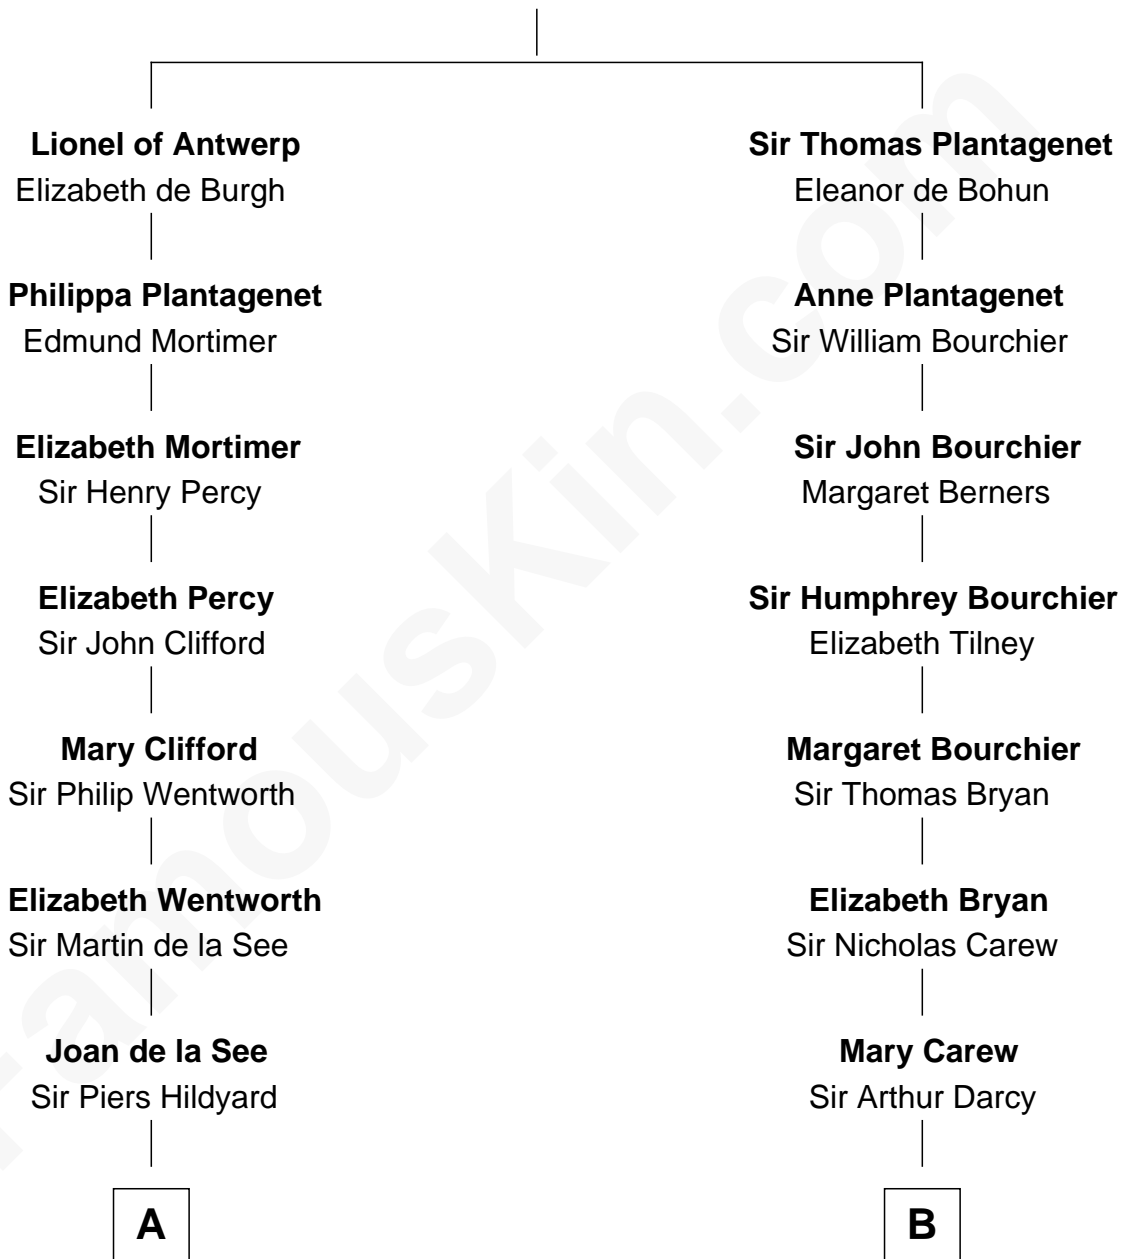 Lionel of Antwerp
Elizabeth de Burgh
Philippa Plantagenet
Edmund Mortimer
Elizabeth Mortimer
Sir Henry Percy
Elizabeth Percy
Sir John Clifford
Mary Clifford
Sir Philip Wentworth
Elizabeth Wentworth
Sir Martin de la See
Joan de la See
Sir Piers Hildyard
A
Sir Thomas Plantagenet
Eleanor de Bohun
Anne Plantagenet
Sir William Bourchier
Sir John Bourchier
Margaret Berners
Sir Humphrey Bourchier
Elizabeth Tilney
Margaret Bourchier
Sir Thomas Bryan
Elizabeth Bryan
Sir Nicholas Carew
Mary Carew
Sir Arthur Darcy
B
FamousKin.com